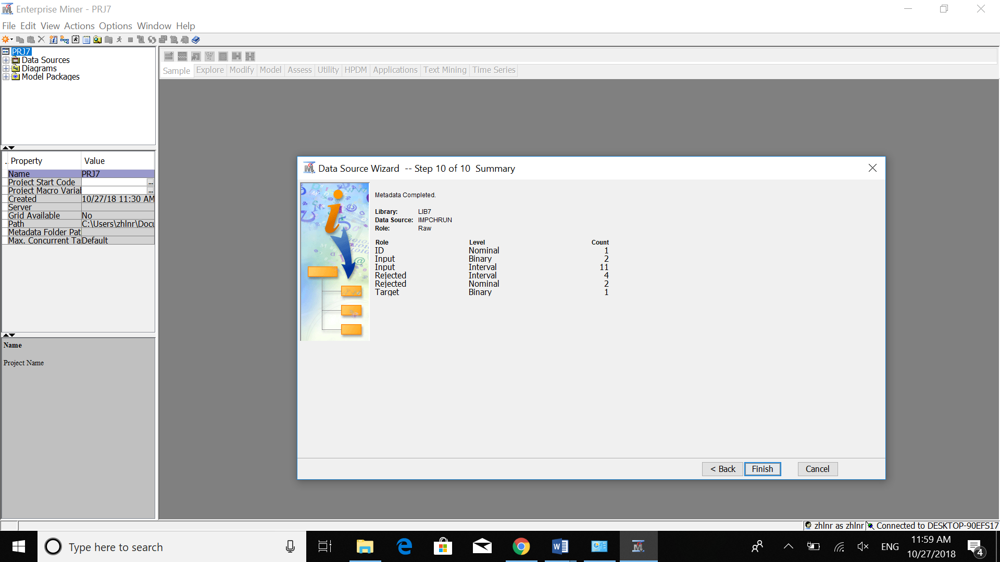 Enterprise Miner - PRJ7
File Edit View Actions Options Window Help
PRJ7
Data Sources
Diagrams
Model Packages
Sample Explore Modify Model Assess Utility HPDM Applications Text Mining Time Series
.. Property Value
Name PRJ7
Project Start Code ...
Project Macro Varial ...
Created 10/27/18 11:30 AM
Server
Grid Available No
Path C:\Users\zhlnr\Docu
Metadata Folder Pat
Max. Concurrent Ta Default
Name
Project Name
Data Source Wizard -- Step 10 of 10 Summary
Metadata Completed.
Library: LIB7
Data Source: IMPCHRUN
Role: Raw
Role Level Count
ID Nominal 1
Input Binary 2
Input Interval 11
Rejected Interval 4
Rejected Nominal 2
Target Binary 1
< Back Finish Cancel
zhlnr as zhlnr Connected to DESKTOP-90EFS17
Type here to search
ENG
11:59 AM
10/27/2018
4